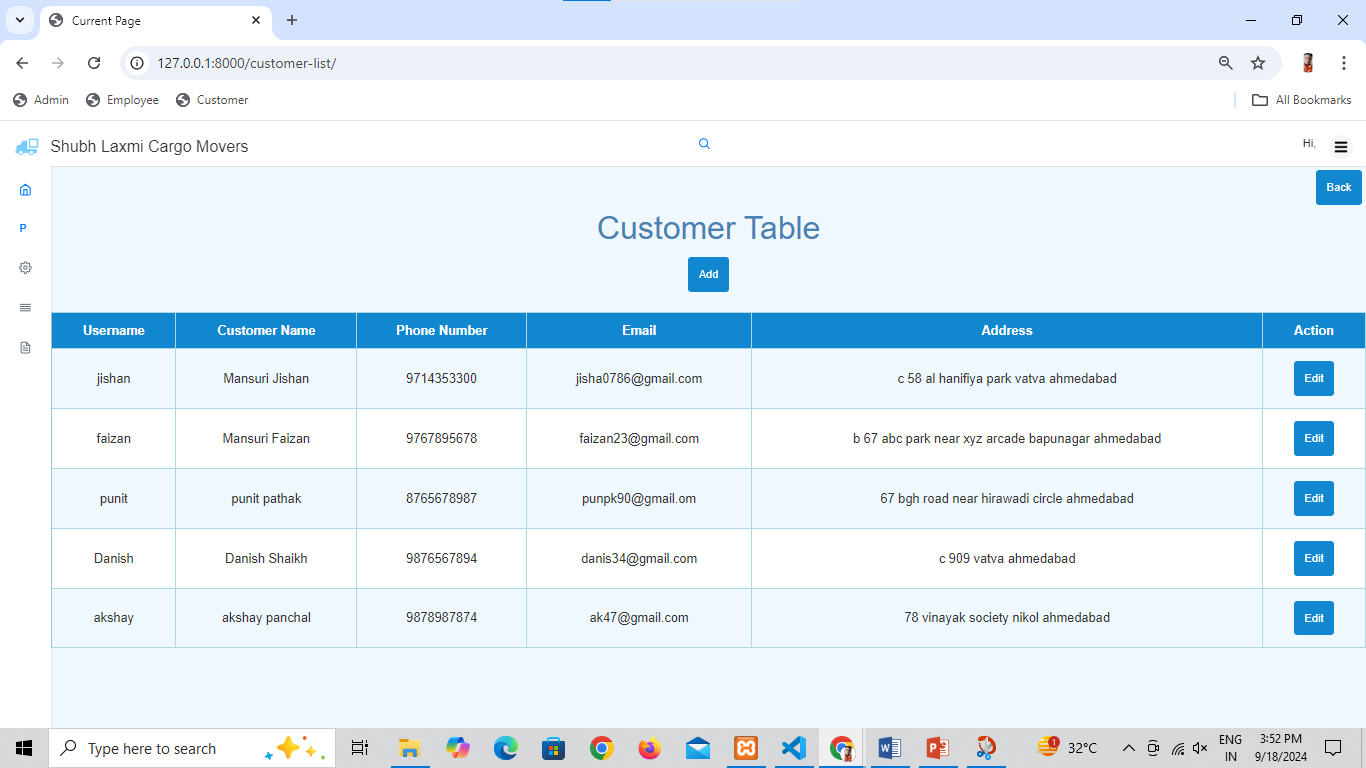 Current Page
127.0.0.1:8000/customer-list/
Admin Employee Customer All Bookmarks
Shubh Laxmi Cargo Movers Hi,
Back
P
Customer Table
Add
Username Customer Name Phone Number Email Address Action
jishan Mansuri Jishan 9714353300 jisha0786@gmail.com c 58 al hanifiya park vatva ahmedabad Edit
faizan Mansuri Faizan 9767895678 faizan23@gmail.com b 67 abc park near xyz arcade bapunagar ahmedabad Edit
punit punit pathak 8765678987 punpk90@gmail.om 67 bgh road near hirawadi circle ahmedabad Edit
Danish Danish Shaikh 9876567894 danis34@gmail.com c 909 vatva ahmedabad Edit
akshay akshay panchal 9878987874 ak47@gmail.com 78 vinayak society nikol ahmedabad Edit
Type here to search 1 32°C ENG 3:52 PM
IN 9/18/2024